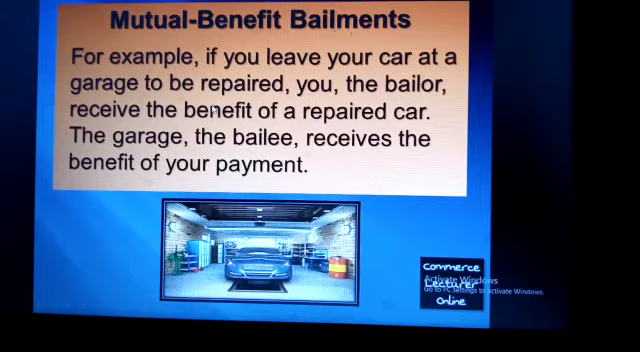 Mutual-Benefit Bailments
For example, if you leave your car at a
garage to be repaired, you, the bailor,
receive the benefit of a repaired car.
The garage, the bailee, receives the
benefit of your payment.
Commerce
Activate Windows
Lecturer
Go to PC settings to activate Windows.
Online